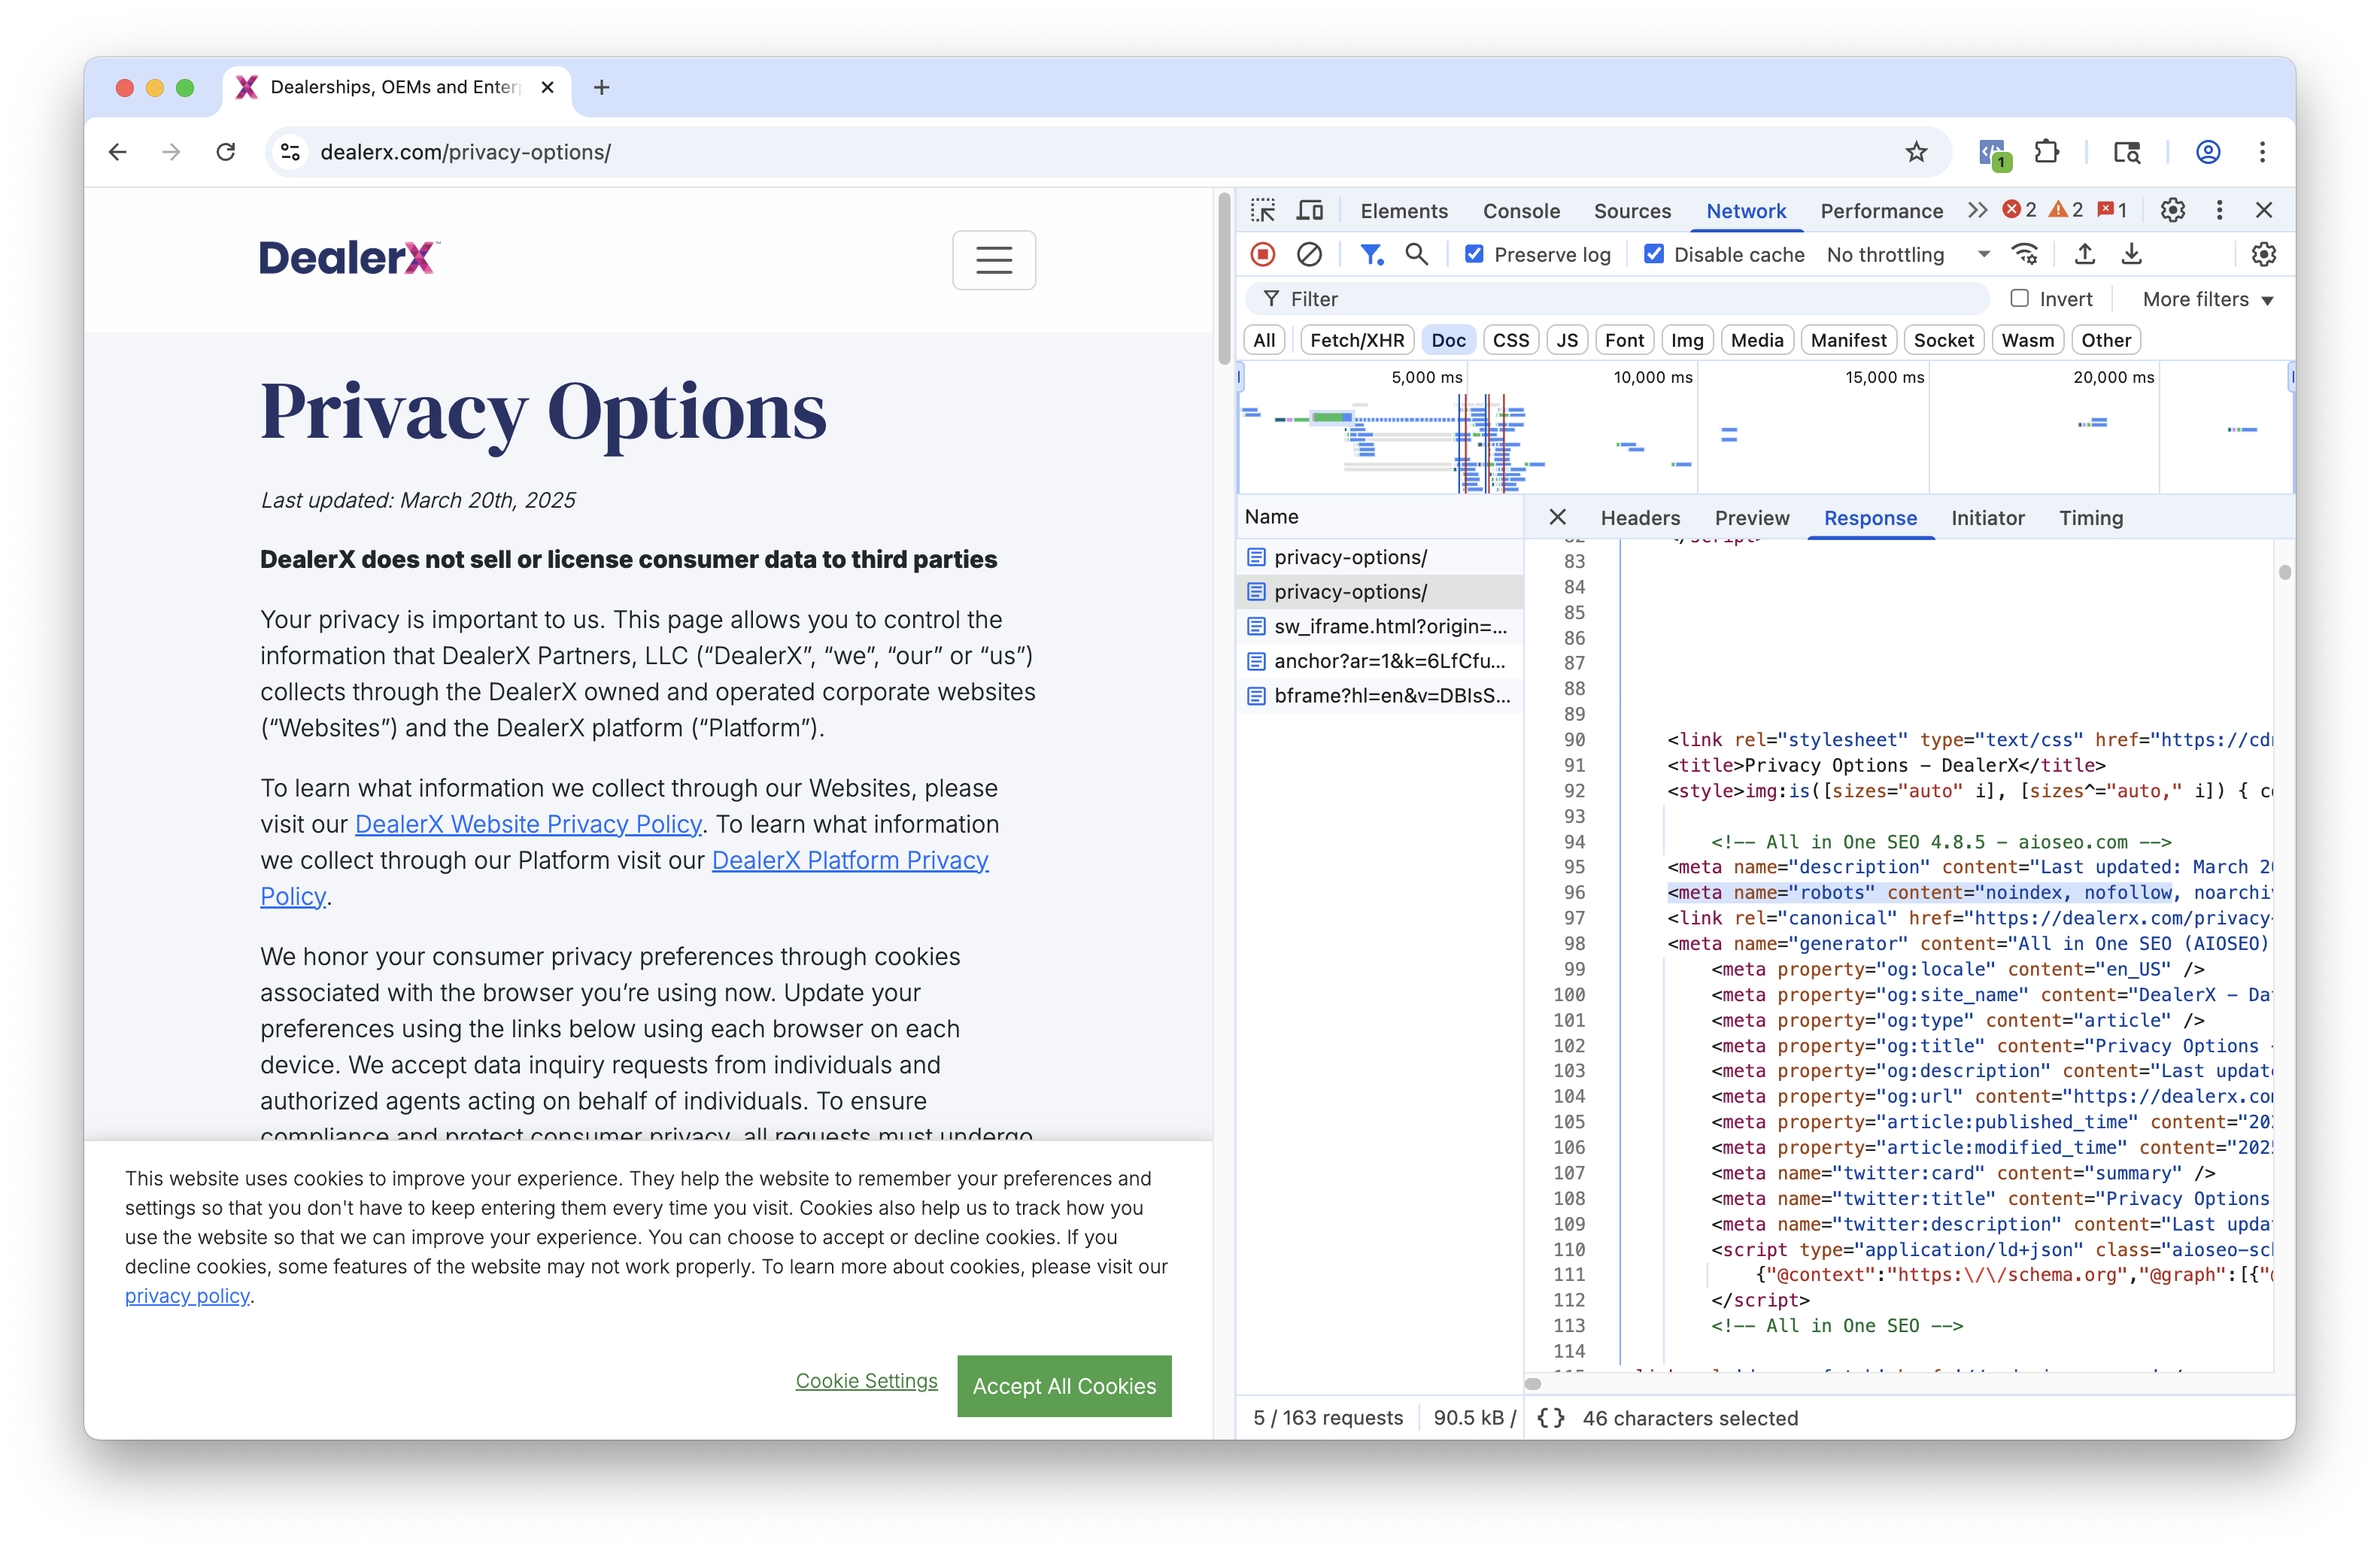 Dealerships, OEMs and Enter
dealerx.com/privacy-options/
1
DealerX™
Privacy Options
Last updated: March 20th, 2025
DealerX does not sell or license consumer data to third parties
Your privacy is important to us. This page allows you to control the
information that DealerX Partners, LLC (“DealerX”, “we”, “our” or “us”)
collects through the DealerX owned and operated corporate websites
(“Websites”) and the DealerX platform (“Platform”).
To learn what information we collect through our Websites, please
visit our DealerX Website Privacy Policy. To learn what information
we collect through our Platform visit our DealerX Platform Privacy
Policy.
We honor your consumer privacy preferences through cookies
associated with the browser you’re using now. Update your
preferences using the links below using each browser on each
device. We accept data inquiry requests from individuals and
authorized agents acting on behalf of individuals. To ensure
compliance and protect consumer privacy, all requests must undergo
This website uses cookies to improve your experience. They help the website to remember your preferences and
settings so that you don't have to keep entering them every time you visit. Cookies also help us to track how you
use the website so that we can improve your experience. You can choose to accept or decline cookies. If you
decline cookies, some features of the website may not work properly. To learn more about cookies, please visit our
privacy policy.
Cookie Settings
Accept All Cookies
Elements Console Sources Network Performance 2 2 1
Preserve log Disable cache No throttling
Filter Invert More filters
All Fetch/XHR Doc CSS JS Font Img Media Manifest Socket Wasm Other
5,000 ms 10,000 ms 15,000 ms 20,000 ms
Name
privacy-options/
privacy-options/
sw_iframe.html?origin=...
anchor?ar=1&k=6LfCfu...
bframe?hl=en&v=DBIsS...
Headers Preview Response Initiator Timing
82 </script>
83
84
85
86
87
88
89
90 <link rel="stylesheet" type="text/css" href="https://cdn
91 <title>Privacy Options – DealerX</title>
92 <style>img:is([sizes="auto" i], [sizes^="auto," i]) { co
93
94 <!-- All in One SEO 4.8.5 - aioseo.com -->
95 <meta name="description" content="Last updated: March 20
96 <meta name="robots" content="noindex, nofollow, noarchiv
97 <link rel="canonical" href="https://dealerx.com/privacy-
98 <meta name="generator" content="All in One SEO (AIOSEO)
99 <meta property="og:locale" content="en_US" />
100 <meta property="og:site_name" content="DealerX – Dat
101 <meta property="og:type" content="article" />
102 <meta property="og:title" content="Privacy Options -
103 <meta property="og:description" content="Last update
104 <meta property="og:url" content="https://dealerx.com
105 <meta property="article:published_time" content="202
106 <meta property="article:modified_time" content="2025
107 <meta name="twitter:card" content="summary" />
108 <meta name="twitter:title" content="Privacy Options
109 <meta name="twitter:description" content="Last updat
110 <script type="application/ld+json" class="aioseo-sch
111 {"@context":"https:\/\/schema.org","@graph":[{"@
112 </script>
113 <!-- All in One SEO -->
114
5 / 163 requests 90.5 kB / {} 46 characters selected